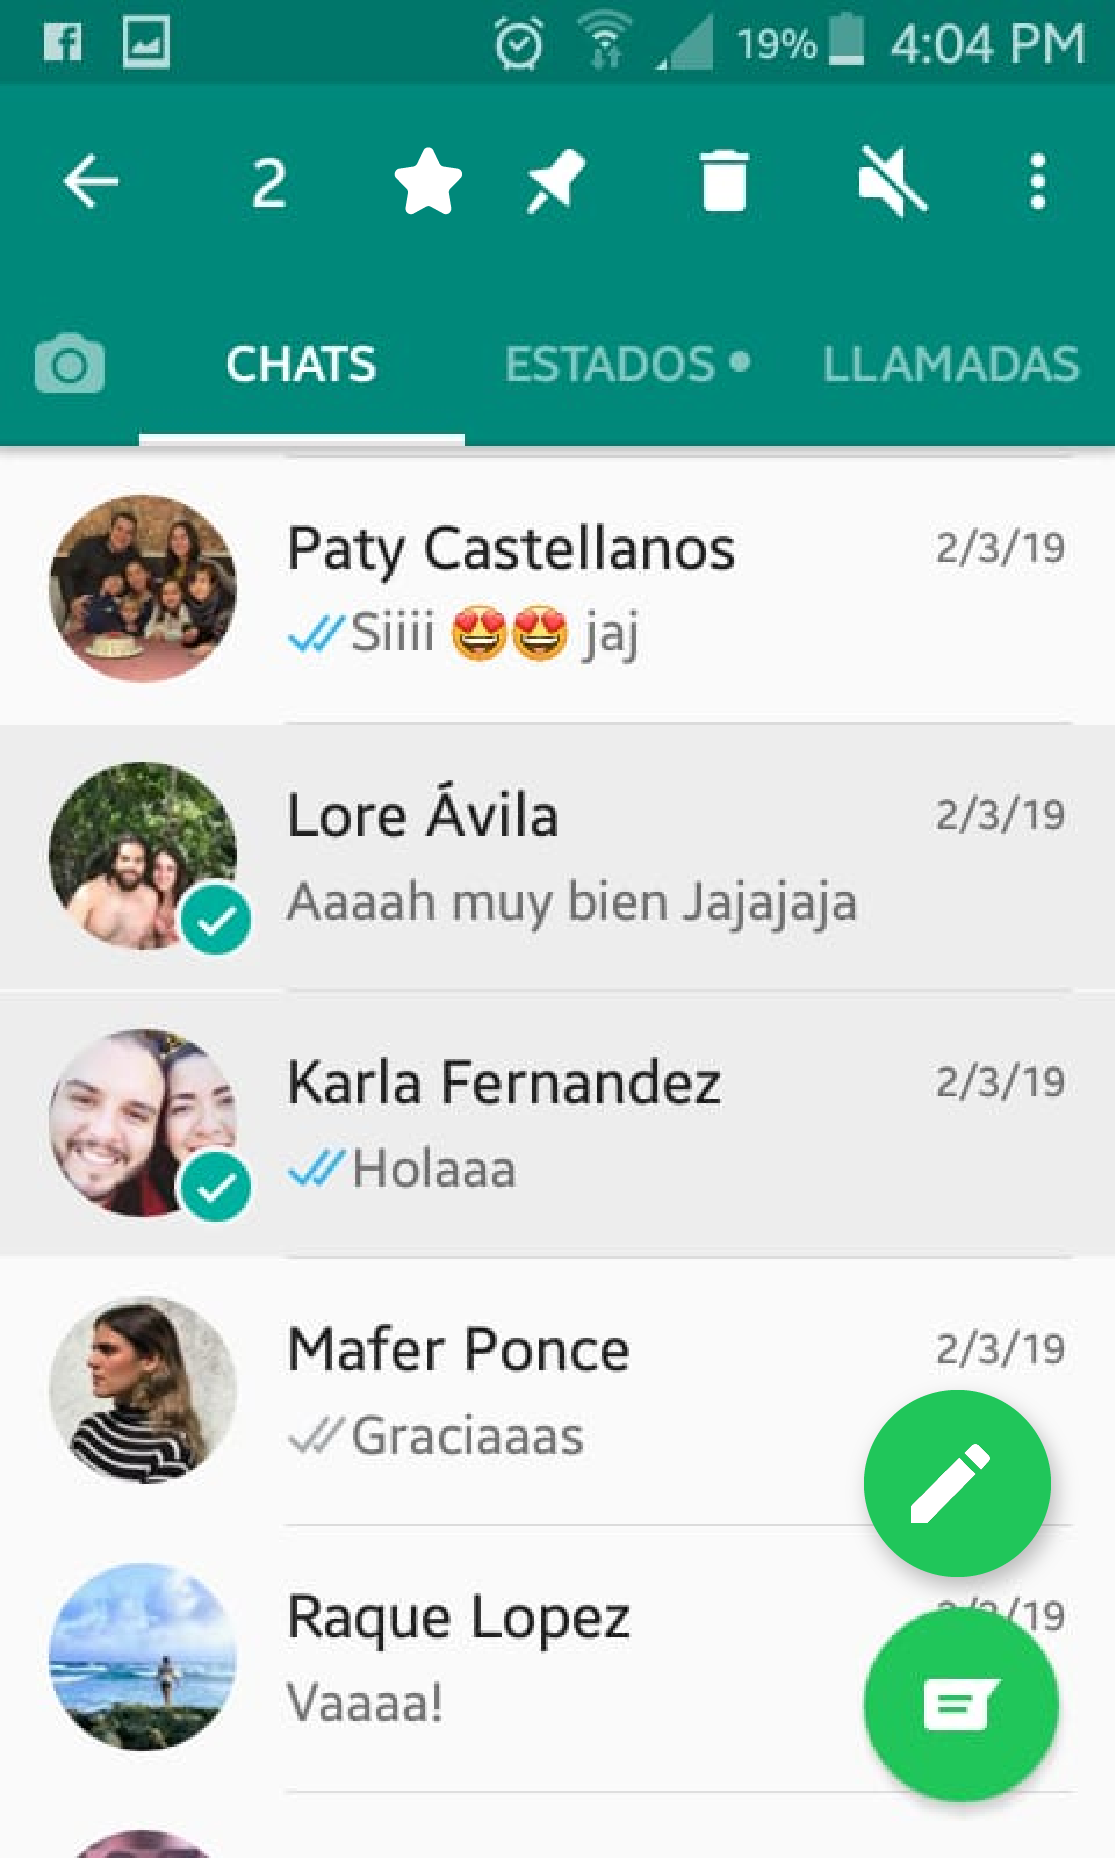 19% 4:04 PM
2
CHATS ESTADOS • LLAMADAS
Paty Castellanos 2/3/19
Siiii 😍😍 jaj
Lore Ávila 2/3/19
Aaaah muy bien Jajajaja
Karla Fernandez 2/3/19
Holaaa
Mafer Ponce 2/3/19
Graciaaas
Raque Lopez /19
Vaaaa!